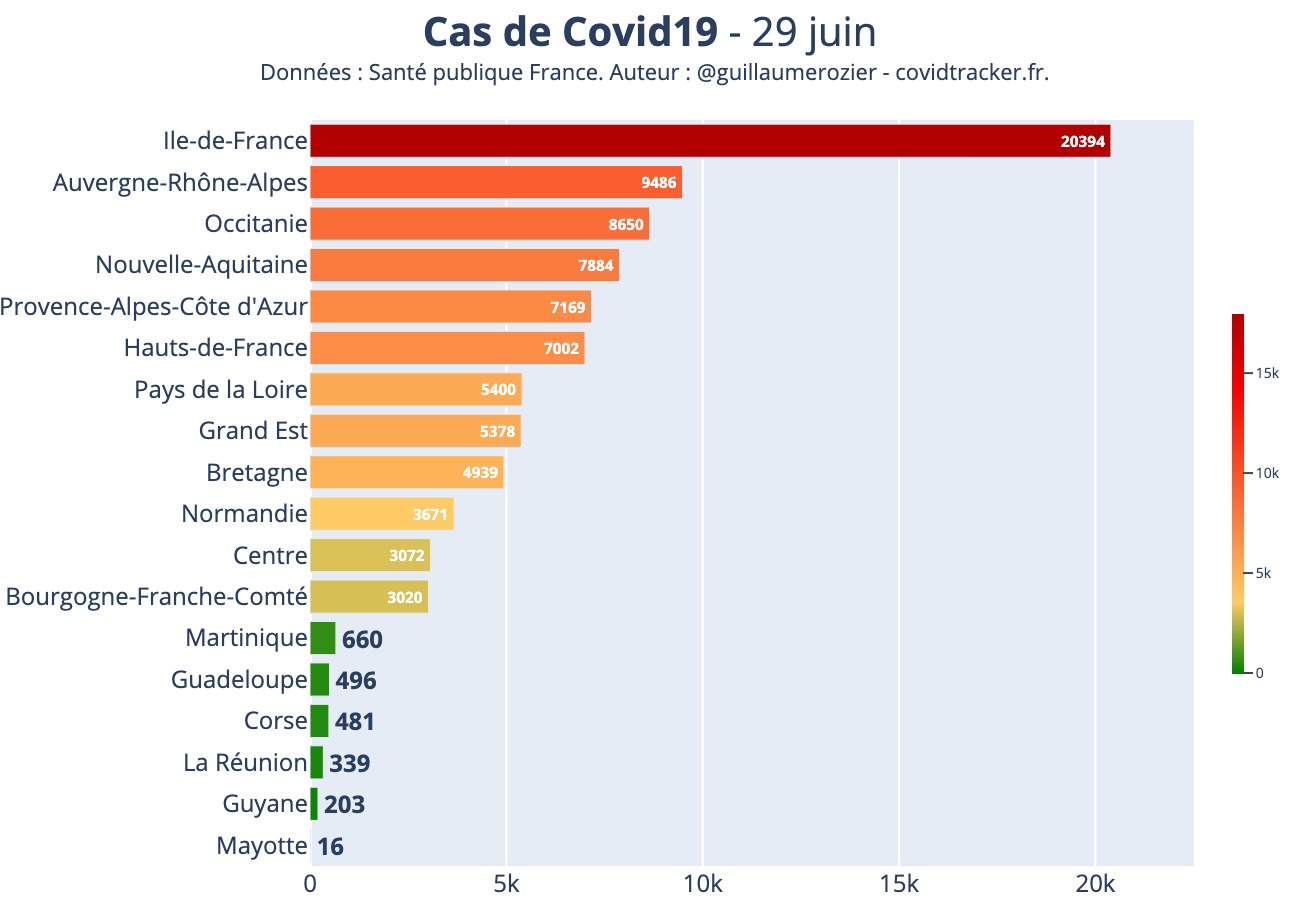 Cas de Covid19 - 29 juin
Données : Santé publique France. Auteur : @guillaumerozier - covidtracker.fr.
Ile-de-France 20394
Auvergne-Rhône-Alpes 9486
Occitanie 8650
Nouvelle-Aquitaine 7884
Provence-Alpes-Côte d'Azur 7169
Hauts-de-France 7002
Pays de la Loire 5400
Grand Est 5378
Bretagne 4939
Normandie 3671
Centre 3072
Bourgogne-Franche-Comté 3020
Martinique 660
Guadeloupe 496
Corse 481
La Réunion 339
Guyane 203
Mayotte 16
0 5k 10k 15k 20k
15k
10k
5k
0